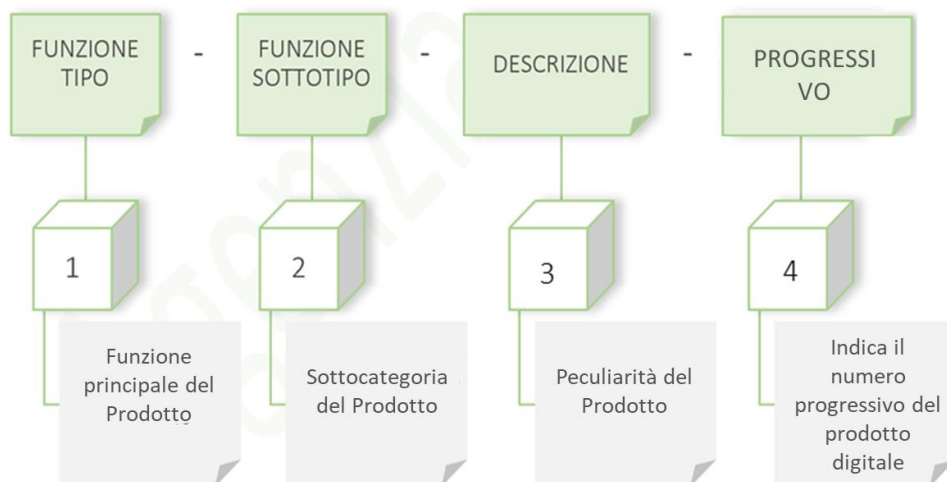 FUNZIONE
TIPO
-
FUNZIONE
SOTTOTIPO
-
DESCRIZIONE
-
PROGRESSI
VO
1
2
3
4
Funzione
principale del
Prodotto
Sottocategoria
del Prodotto
Peculiarità del
Prodotto
Indica il
numero
progressivo del
prodotto
digitale